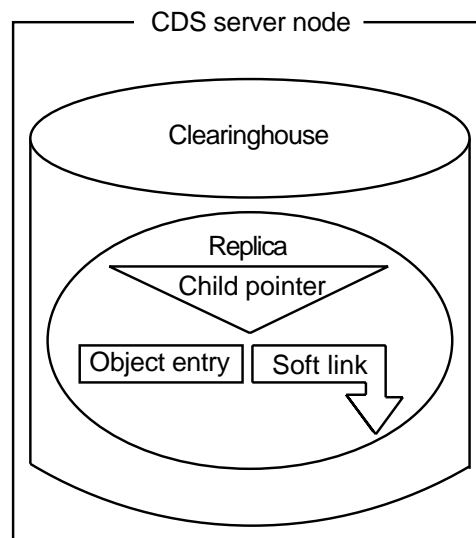 CDS server node
Clearinghouse
Replica
Child pointer
Object entry
Soft link